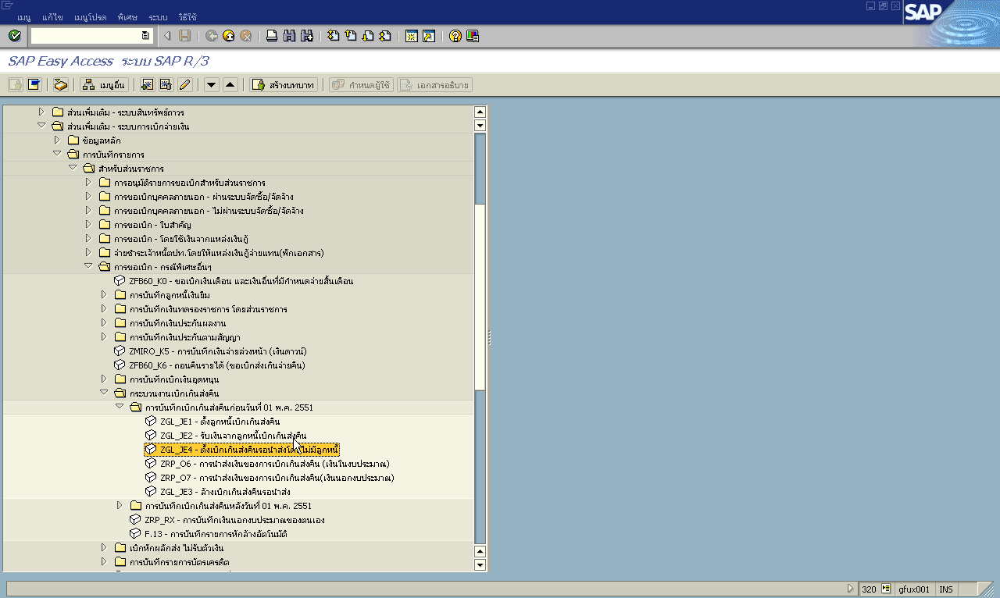 เมนู แก้ไข เมนูโปรด พิเศษ ระบบ วิธีใช้
SAP
SAP Easy Access ระบบ SAP R/3
เมนูอื่น สร้างบทบาท กำหนดผู้ใช้ เอกสารอธิบาย
ส่วนเพิ่มเติม - ระบบสินทรัพย์ถาวร
ส่วนเพิ่มเติม - ระบบการเบิกจ่ายเงิน
ข้อมูลหลัก
การบันทึกรายการ
สำหรับส่วนราชการ
การอนุมัติรายการขอเบิกสำหรับส่วนราชการ
การขอเบิกบุคคลภายนอก - ผ่านระบบจัดซื้อ/จัดจ้าง
การขอเบิกบุคคลภายนอก - ไม่ผ่านระบบจัดซื้อ/จัดจ้าง
การขอเบิก - ใบสำคัญ
การขอเบิก - โดยใช้เงินจากแหล่งเงินกู้
จ่ายชำระเจ้าหนี้ตปท.โดยให้แหล่งเงินกู้จ่ายแทน(พักเอกสาร)
การขอเบิก - กรณีพิเศษอื่นๆ
ZFB60_K0 - ขอเบิกเงินเดือน และเงินอื่นที่มีกำหนดจ่ายสิ้นเดือน
การบันทึกลูกหนี้เงินยืม
การบันทึกเงินทดรองราชการ โดยส่วนราชการ
การบันทึกเงินประกันผลงาน
การบันทึกเงินประกันตามสัญญา
ZMIRO_K5 - การบันทึกเงินจ่ายล่วงหน้า (เงินดาวน์)
ZFB60_K6 - ถอนคืนรายได้ (ขอเบิกส่งเกินจ่ายคืน)
การบันทึกเบิกเงินอุดหนุน
กระบวนงานเบิกเกินส่งคืน
การบันทึกเบิกเกินส่งคืนก่อนวันที่ 01 พ.ค. 2551
ZGL_JE1 - ตั้งลูกหนี้เบิกเกินส่งคืน
ZGL_JE2 - รับเงินจากลูกหนี้เบิกเกินส่งคืน
ZGL_JE4 - ตั้งเบิกเกินส่งคืนรอนำส่งโดยไม่มีลูกหนี้
ZRP_O6 - การนำส่งเงินของการเบิกเกินส่งคืน (เงินในงบประมาณ)
ZRP_O7 - การนำส่งเงินของการเบิกเกินส่งคืน(เงินนอกงบประมาณ)
ZGL_JE3 - ล้างเบิกเกินส่งคืนรอนำส่ง
การบันทึกเบิกเกินส่งคืนหลังวันที่ 01 พ.ค. 2551
ZRP_RX - การบันทึกเงินนอกงบประมาณของตนเอง
F.13 - การบันทึกรายการหักล้างอัตโนมัติ
เบิกหักผลักส่ง ไม่รับตัวเงิน
การบันทึกรายการบัตรเครดิต
320 gfux001 INS